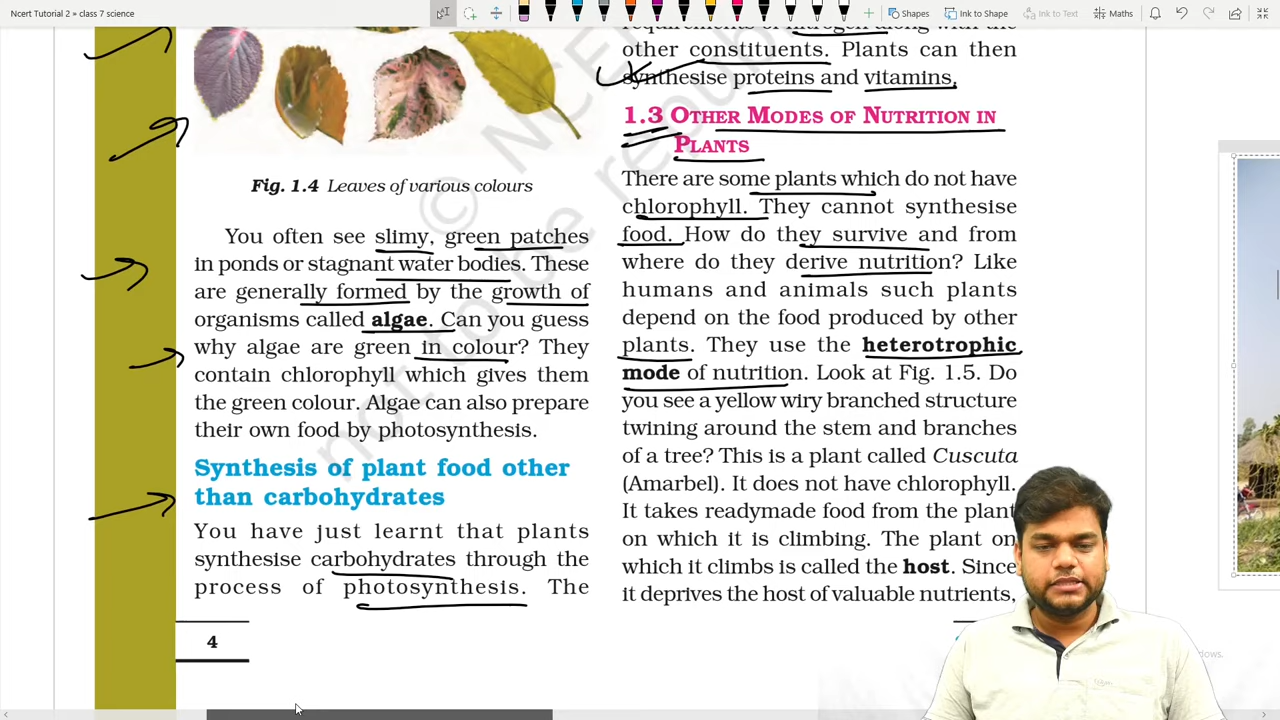 Ncert Tutorial 2 » class 7 science
Shapes
Ink to Shape
Ink to Text
Maths
Fig. 1.4 Leaves of various colours
You often see slimy, green patches
in ponds or stagnant water bodies. These
are generally formed by the growth of
organisms called algae. Can you guess
why algae are green in colour? They
contain chlorophyll which gives them
the green colour. Algae can also prepare
their own food by photosynthesis.
Synthesis of plant food other
than carbohydrates
You have just learnt that plants
synthesise carbohydrates through the
process of photosynthesis. The
4
other constituents. Plants can then
synthesise proteins and vitamins.
1.3 OTHER MODES OF NUTRITION IN
PLANTS
There are some plants which do not have
chlorophyll. They cannot synthesise
food. How do they survive and from
where do they derive nutrition? Like
humans and animals such plants
depend on the food produced by other
plants. They use the heterotrophic
mode of nutrition. Look at Fig. 1.5. Do
you see a yellow wiry branched structure
twining around the stem and branches
of a tree? This is a plant called Cuscuta
(Amarbel). It does not have chlorophyll.
It takes readymade food from the plant
on which it is climbing. The plant on
which it climbs is called the host. Since
it deprives the host of valuable nutrients,
not to be republ